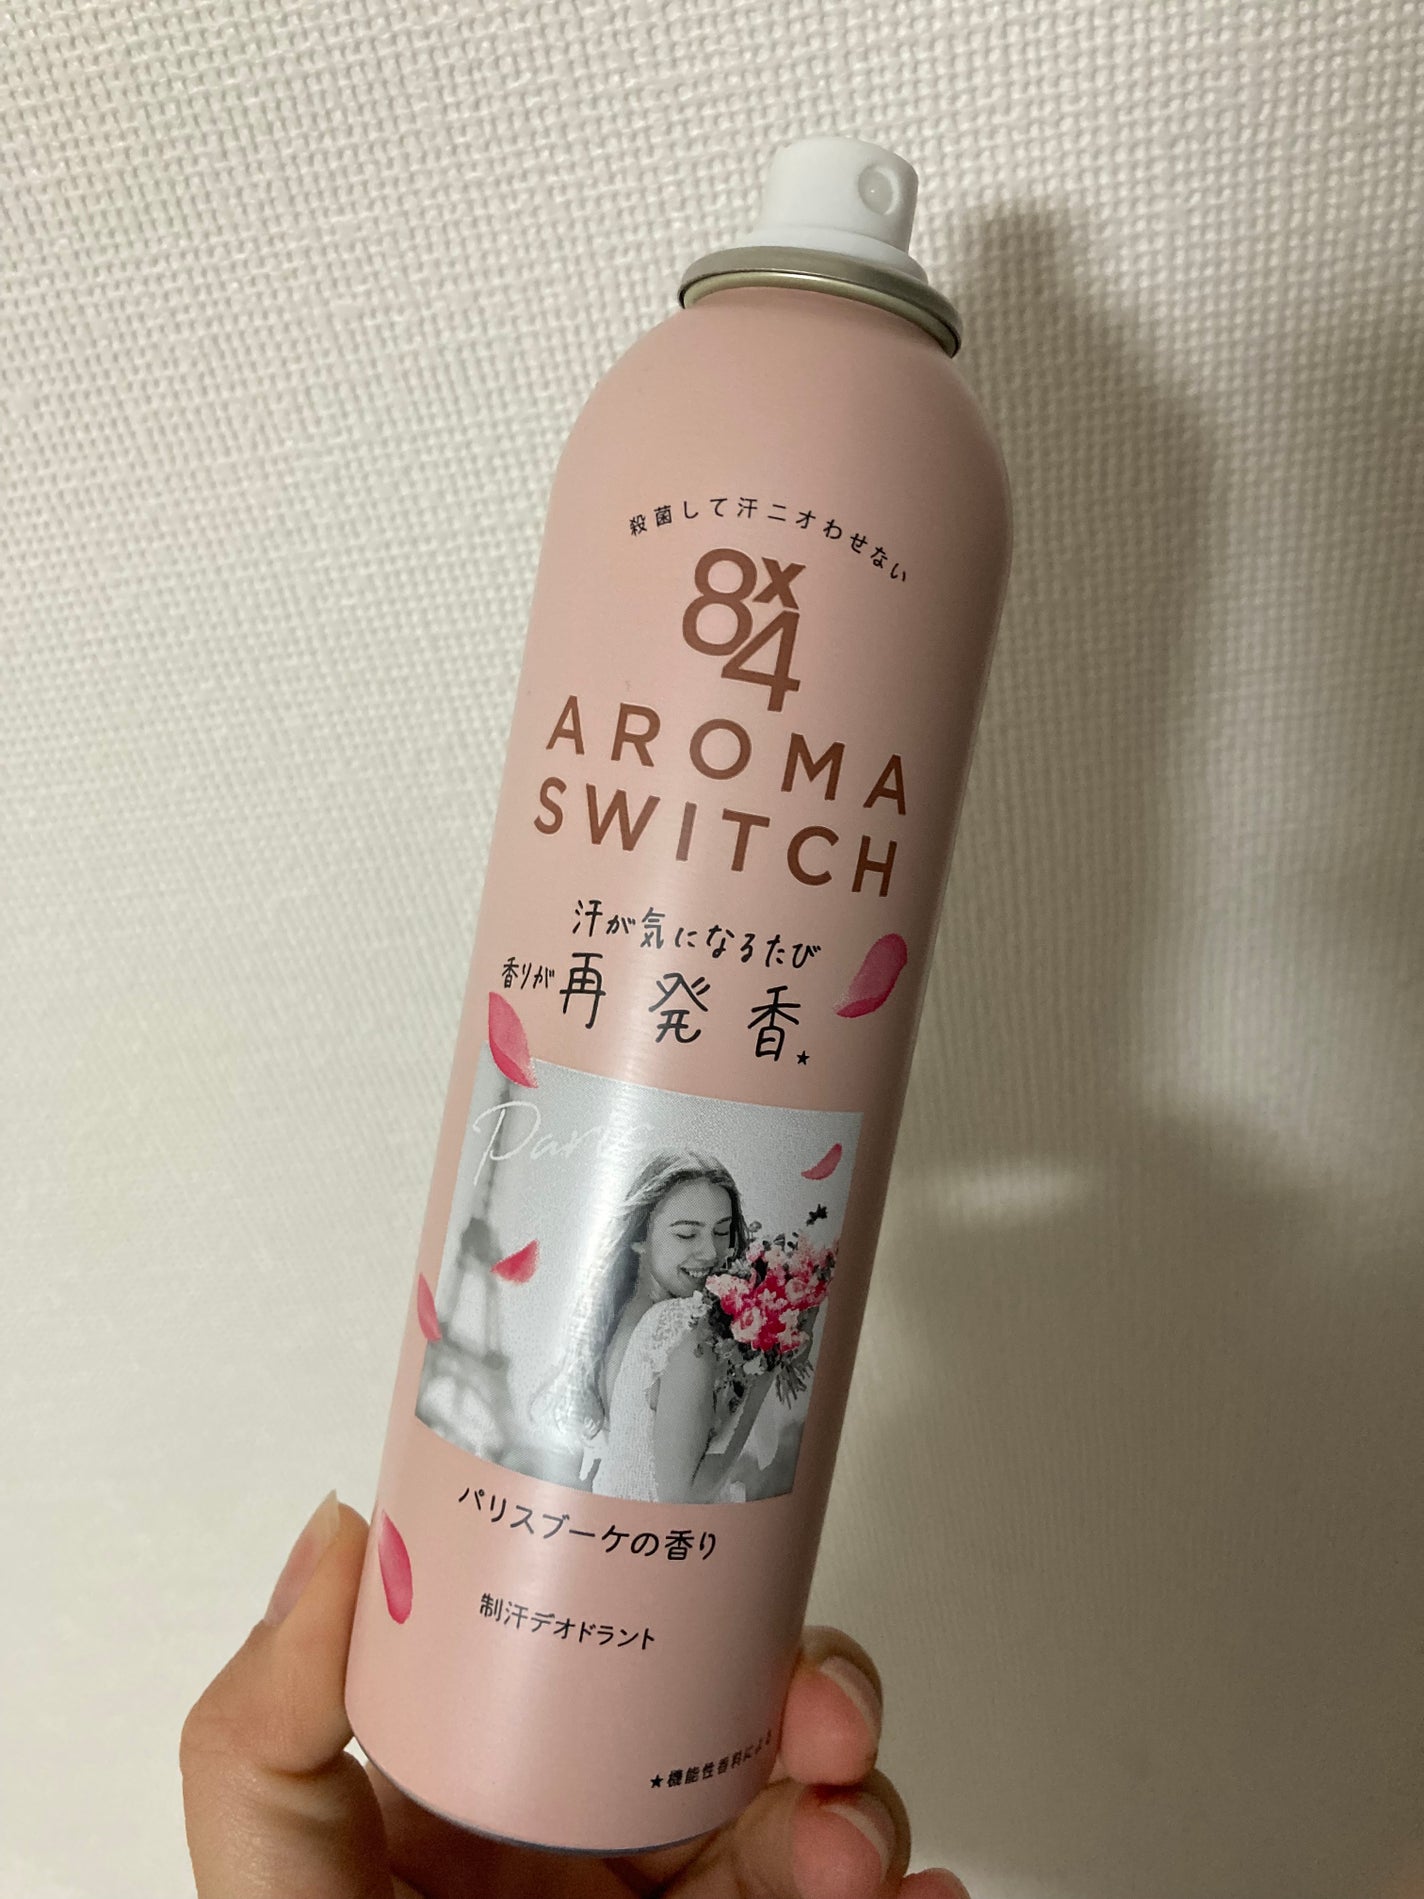 殺菌して汗ニオわせない
8x4
AROMA
SWITCH
汗が気になるたび
香りが再発香★
Paris
パリスブーケの香り
制汗デオドラント
★機能性香料による